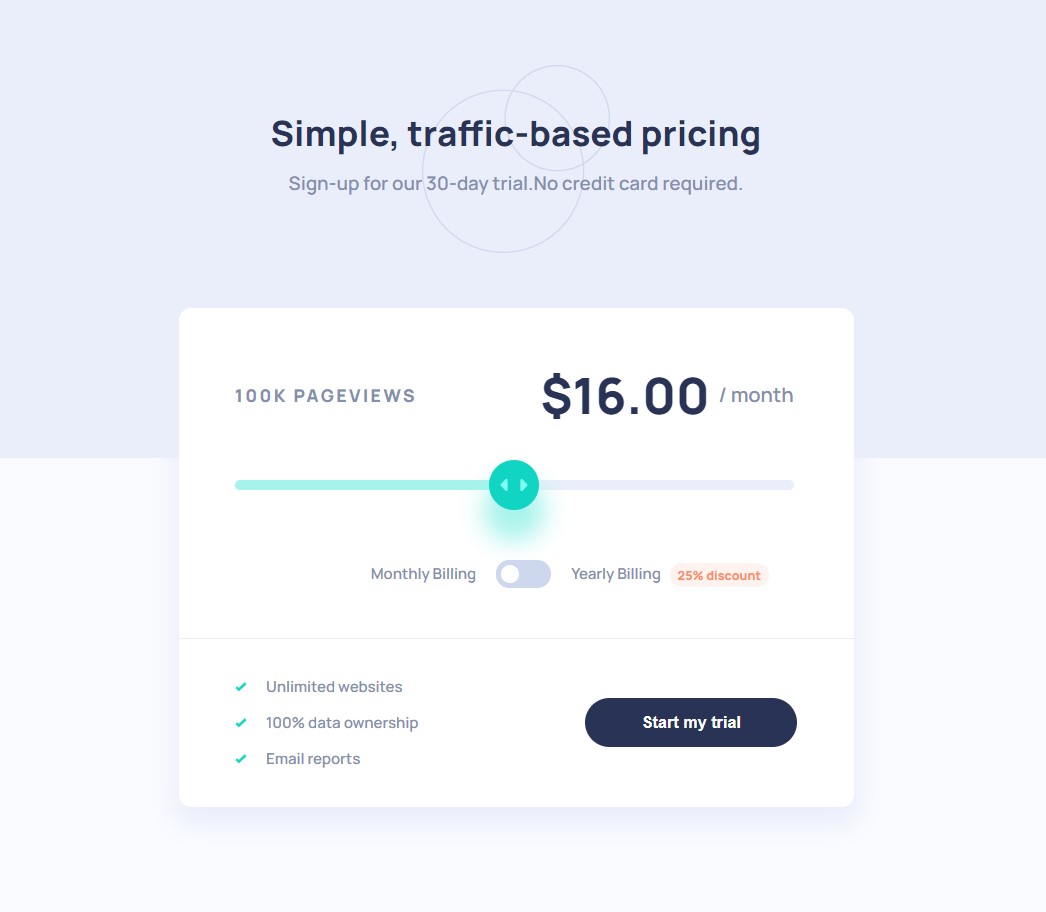 Simple, traffic-based pricing
Sign-up for our 30-day trial.No credit card required.
100K PAGEVIEWS
$16.00 / month
Monthly Billing
Yearly Billing 25% discount
Unlimited websites
100% data ownership
Email reports
Start my trial